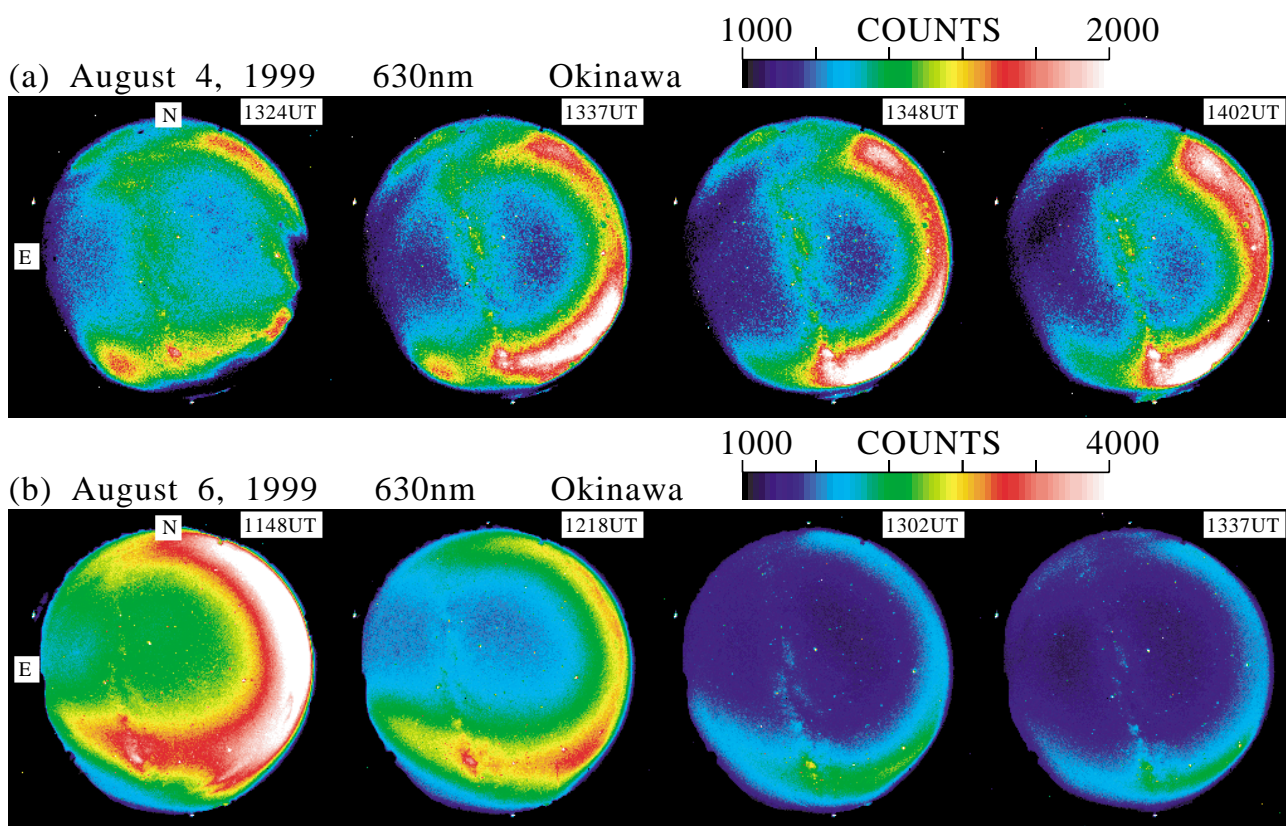 1000 COUNTS 2000
(a) August 4, 1999 630nm Okinawa
N 1324UT 1337UT 1348UT 1402UT
E
1000 COUNTS 4000
(b) August 6, 1999 630nm Okinawa
N 1148UT 1218UT 1302UT 1337UT
E